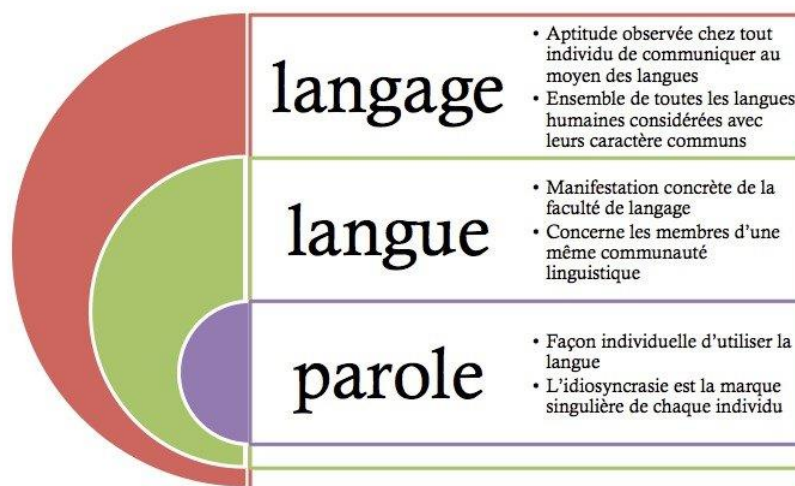 langage
• Aptitude observée chez tout
individu de communiquer au
moyen des langues
• Ensemble de toutes les langues
humaines considérées avec
leurs caractère communs
langue
• Manifestation concrète de la
faculté de langage
• Concerne les membres d’une
même communauté
linguistique
parole
• Façon individuelle d’utiliser la
langue
• L’idiosyncrasie est la marque
singulière de chaque individu